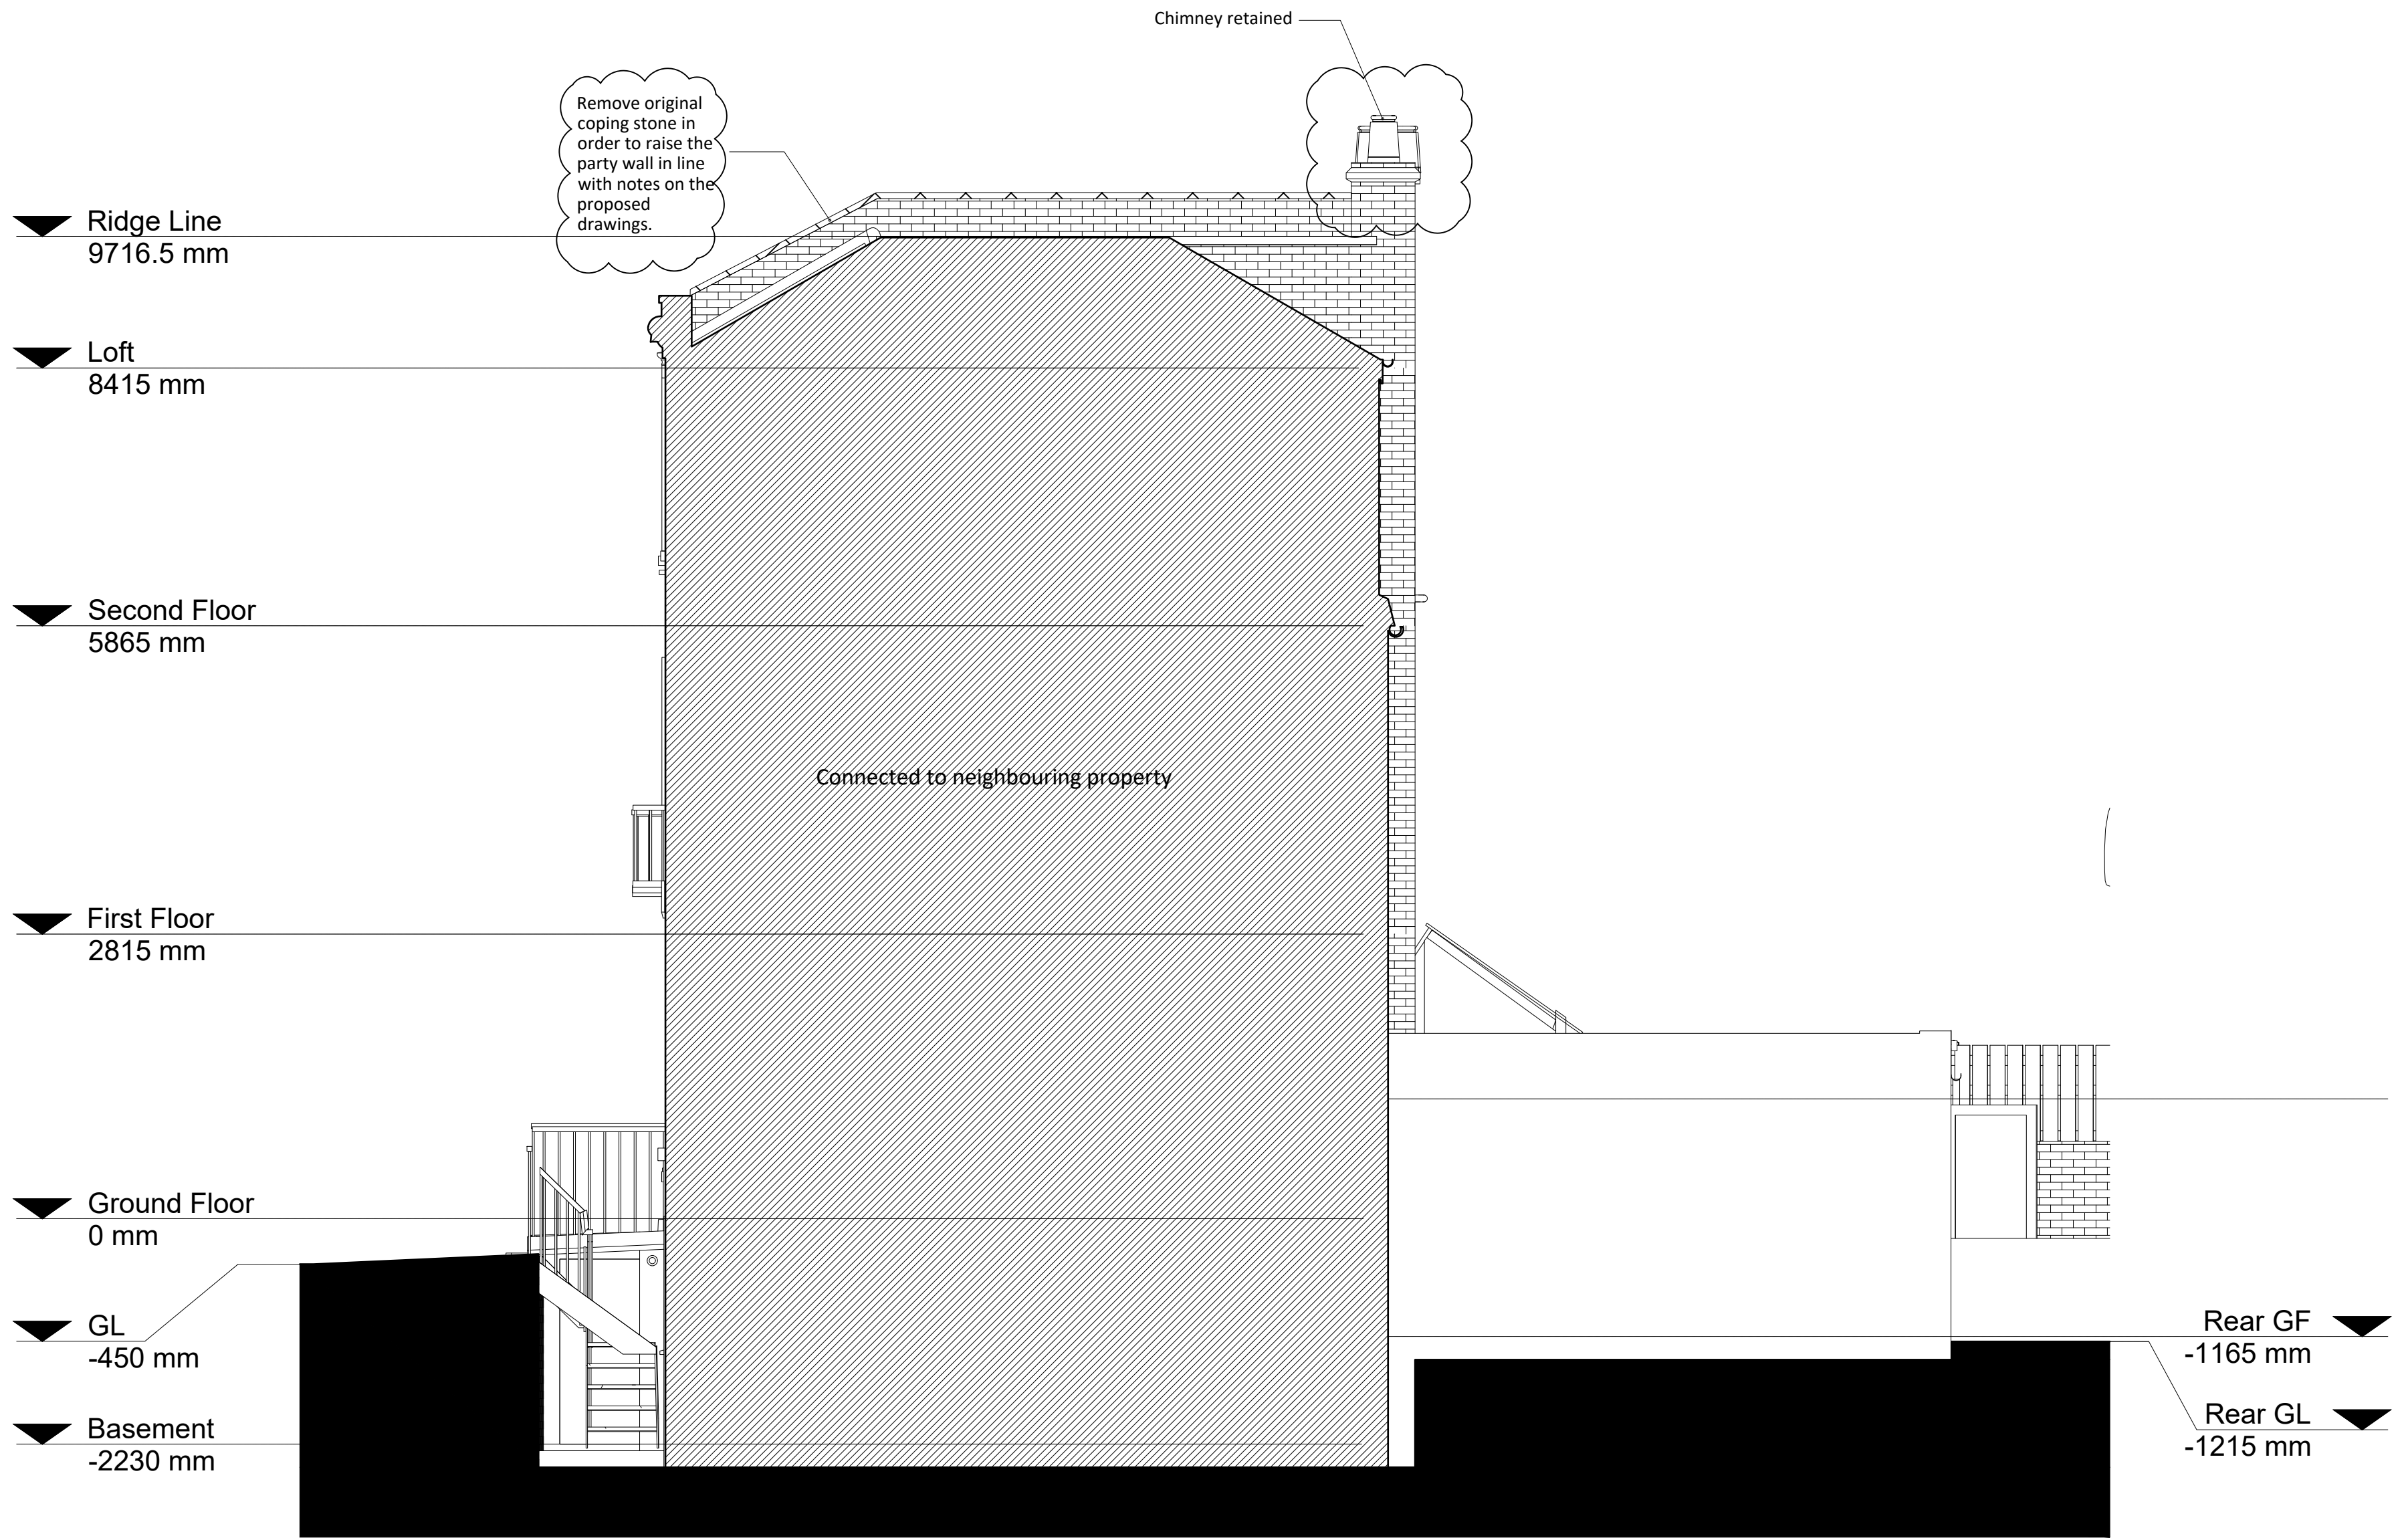 Chimney retained
Remove original
coping stone in
order to raise the
party wall in line
with notes on the
proposed
drawings.
Ridge Line
9716.5 mm
Loft
8415 mm
Second Floor
5865 mm
Connected to neighbouring property
First Floor
2815 mm
Ground Floor
0 mm
GL
-450 mm
Basement
-2230 mm
Rear GF
-1165 mm
Rear GL
-1215 mm